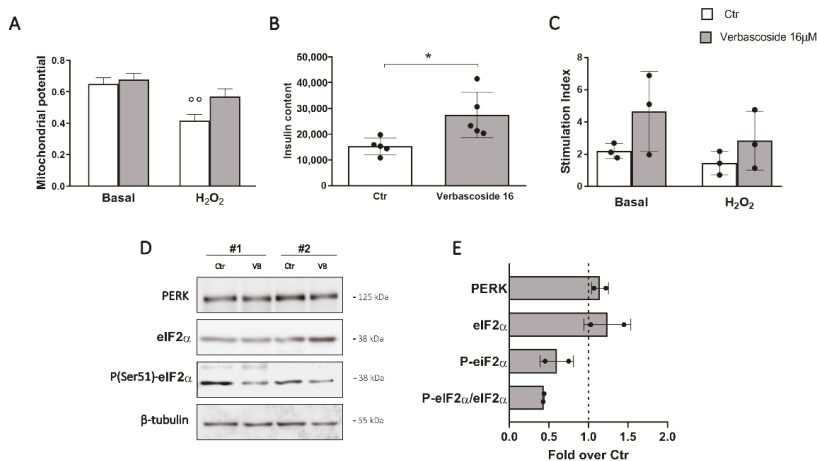 A
B
C
Ctr
Verbascoside 16μM
Mitochondrial potential
0.8
0.6
0.4
0.2
0.0
°°
Basal
H₂O₂
Insulin content
50,000
40,000
30,000
20,000
10,000
0
*
Ctr
Verbascoside 16
Stimulation Index
8
6
4
2
0
Basal
H₂O₂
D
#1 #2
Ctr VB Ctr VB
PERK - 125 kDa
eIF2α - 38 kDa
P(Ser51)-eIF2α - 38 kDa
β-tubulin - 55 kDa
E
PERK
eIF2α
P-eiF2α
P-eIF2α/eIF2α
0.0 0.5 1.0 1.5 2.0
Fold over Ctr